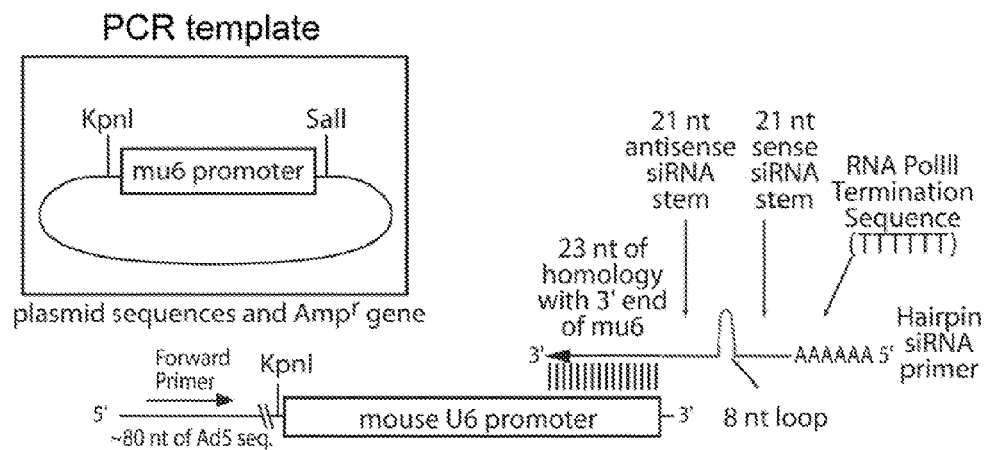 PCR template
KpnI
SalI
mu6 promoter
plasmid sequences and Ampʳ gene
21 nt
antisense
siRNA
stem
21 nt
sense
siRNA
stem
RNA PolIII
Termination
Sequence
(TTTTTT)
23 nt of
homology
with 3' end
of mu6
3'
AAAAAA 5'
Hairpin
siRNA
primer
8 nt loop
Forward
Primer
KpnI
5'
mouse U6 promoter
3'
~80 nt of Ad5 seq.